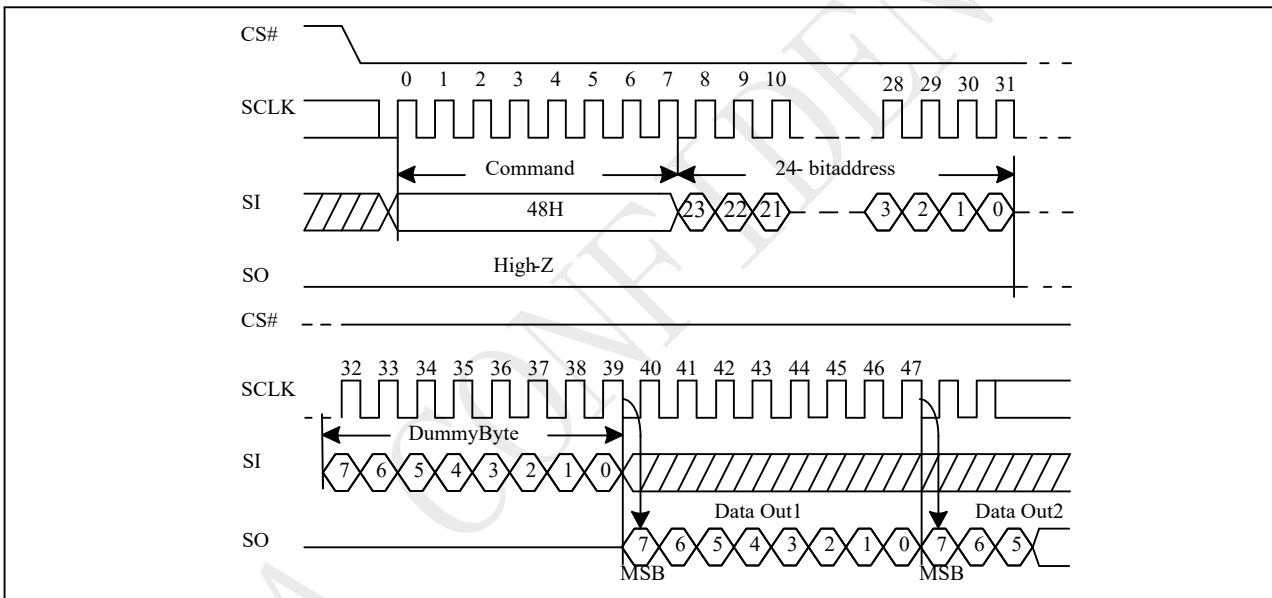 CS#
0 1 2 3 4 5 6 7 8 9 10 28 29 30 31
SCLK
Command 24- bitaddress
SI 48H 23 22 21 3 2 1 0
High-Z
SO
CS#
32 33 34 35 36 37 38 39 40 41 42 43 44 45 46 47
SCLK
DummyByte
SI 7 6 5 4 3 2 1 0
Data Out1 Data Out2
SO 7 6 5 4 3 2 1 0 7 6 5
MSB MSB
CONFIDEN